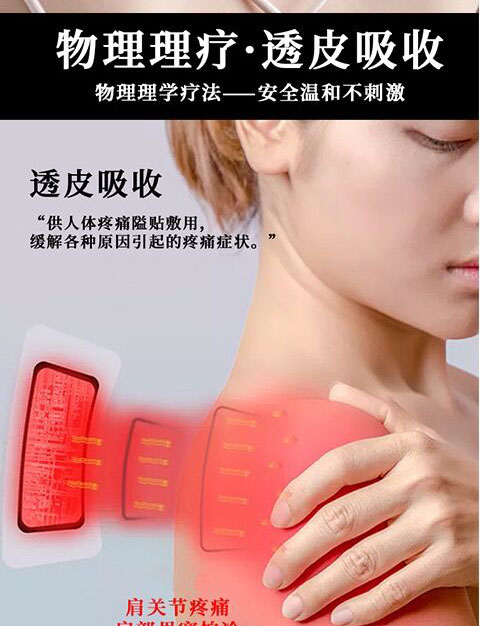 物理理疗·透皮吸收
物理理学疗法——安全温和不刺激
透皮吸收
“供人体疼痛隘贴敷用，
缓解各种原因引起的疼痛症状。”
肩关节疼痛